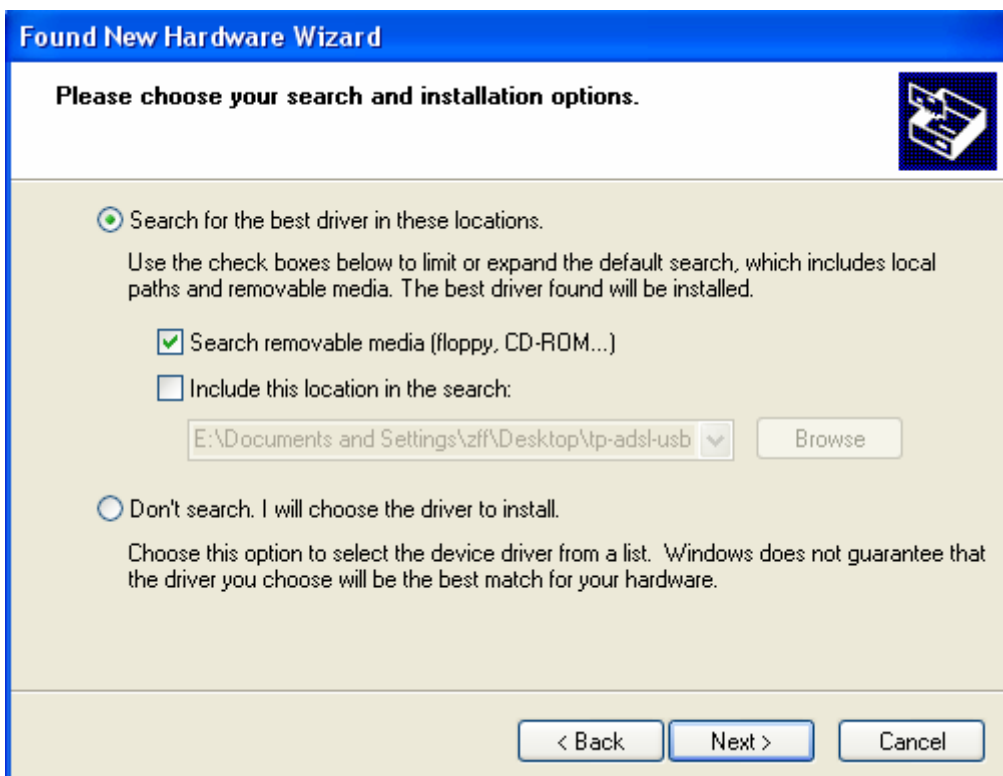 Found New Hardware Wizard
Please choose your search and installation options.
Search for the best driver in these locations.
Use the check boxes below to limit or expand the default search, which includes local
paths and removable media. The best driver found will be installed.
Search removable media (floppy, CD-ROM...)
Include this location in the search:
E:\Documents and Settings\zff\Desktop\tp-adsl-usb
Browse
Don't search. I will choose the driver to install.
Choose this option to select the device driver from a list. Windows does not guarantee that
the driver you choose will be the best match for your hardware.
< Back
Next >
Cancel